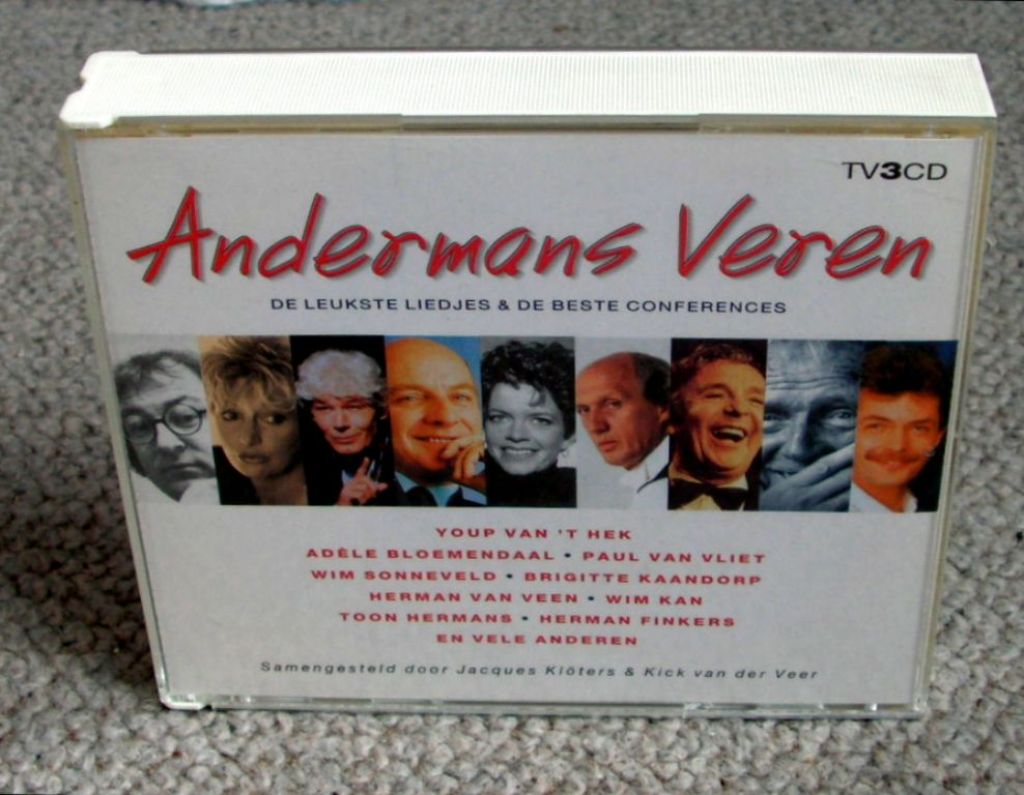 TV3CD
Andermans Veren
DE LEUKSTE LIEDJES & DE BESTE CONFERENCES
YOUP VAN 'T HEK
ADÈLE BLOEMENDAAL • PAUL VAN VLIET
WIM SONNEVELD • BRIGITTE KAANDORP
HERMAN VAN VEEN • WIM KAN
TOON HERMANS • HERMAN FINKERS
EN VELE ANDEREN
Samengesteld door Jacques Klöters & Kick van der Veer